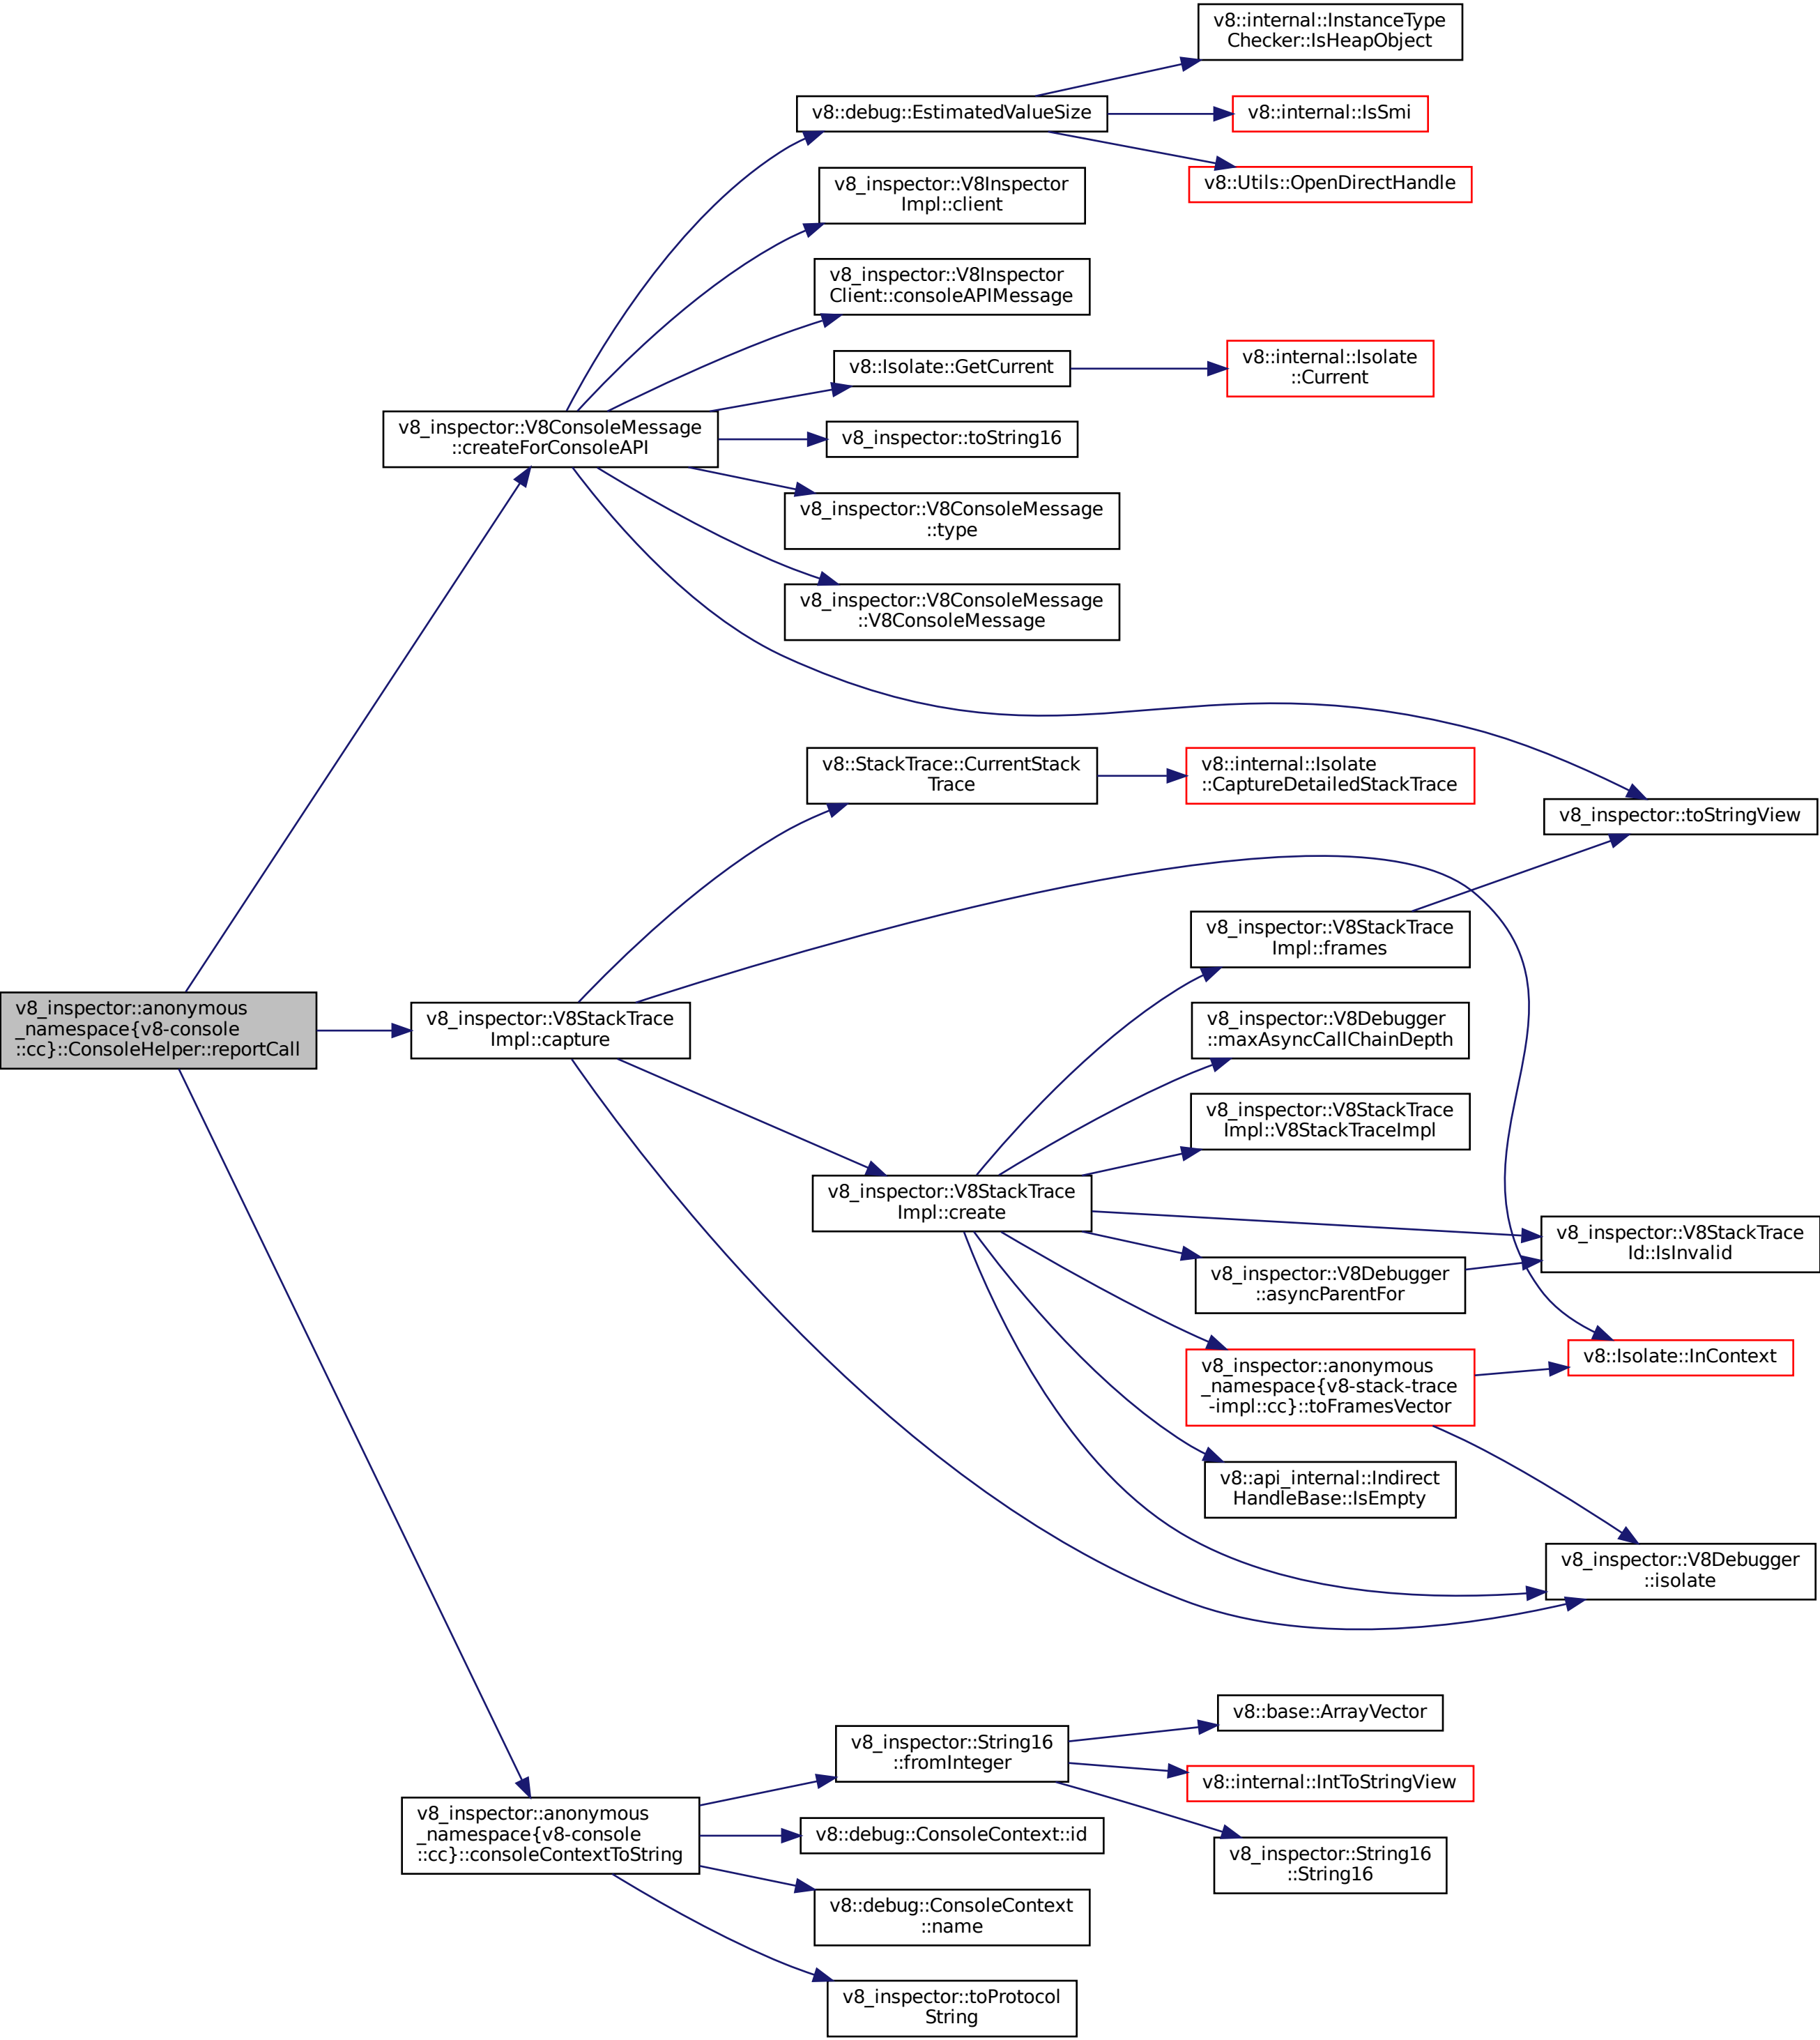 v8::internal::InstanceType
Checker::IsHeapObject
v8::debug::EstimatedValueSize
v8::internal::IsSmi
v8::Utils::OpenDirectHandle
v8_inspector::V8Inspector
Impl::client
v8_inspector::V8Inspector
Client::consoleAPIMessage
v8::Isolate::GetCurrent
v8::internal::Isolate
::Current
v8_inspector::V8ConsoleMessage
::createForConsoleAPI
v8_inspector::toString16
v8_inspector::V8ConsoleMessage
::type
v8_inspector::V8ConsoleMessage
::V8ConsoleMessage
v8::StackTrace::CurrentStack
Trace
v8::internal::Isolate
::CaptureDetailedStackTrace
v8_inspector::toStringView
v8_inspector::V8StackTrace
Impl::frames
v8_inspector::anonymous
_namespace{v8-console
::cc}::ConsoleHelper::reportCall
v8_inspector::V8StackTrace
Impl::capture
v8_inspector::V8Debugger
::maxAsyncCallChainDepth
v8_inspector::V8StackTrace
Impl::V8StackTraceImpl
v8_inspector::V8StackTrace
Impl::create
v8_inspector::V8StackTrace
Id::IsInvalid
v8_inspector::V8Debugger
::asyncParentFor
v8::Isolate::InContext
v8_inspector::anonymous
_namespace{v8-stack-trace
-impl::cc}::toFramesVector
v8::api_internal::Indirect
HandleBase::IsEmpty
v8_inspector::V8Debugger
::isolate
v8::base::ArrayVector
v8_inspector::String16
::fromInteger
v8::internal::IntToStringView
v8_inspector::anonymous
_namespace{v8-console
::cc}::consoleContextToString
v8::debug::ConsoleContext::id
v8_inspector::String16
::String16
v8::debug::ConsoleContext
::name
v8_inspector::toProtocol
String